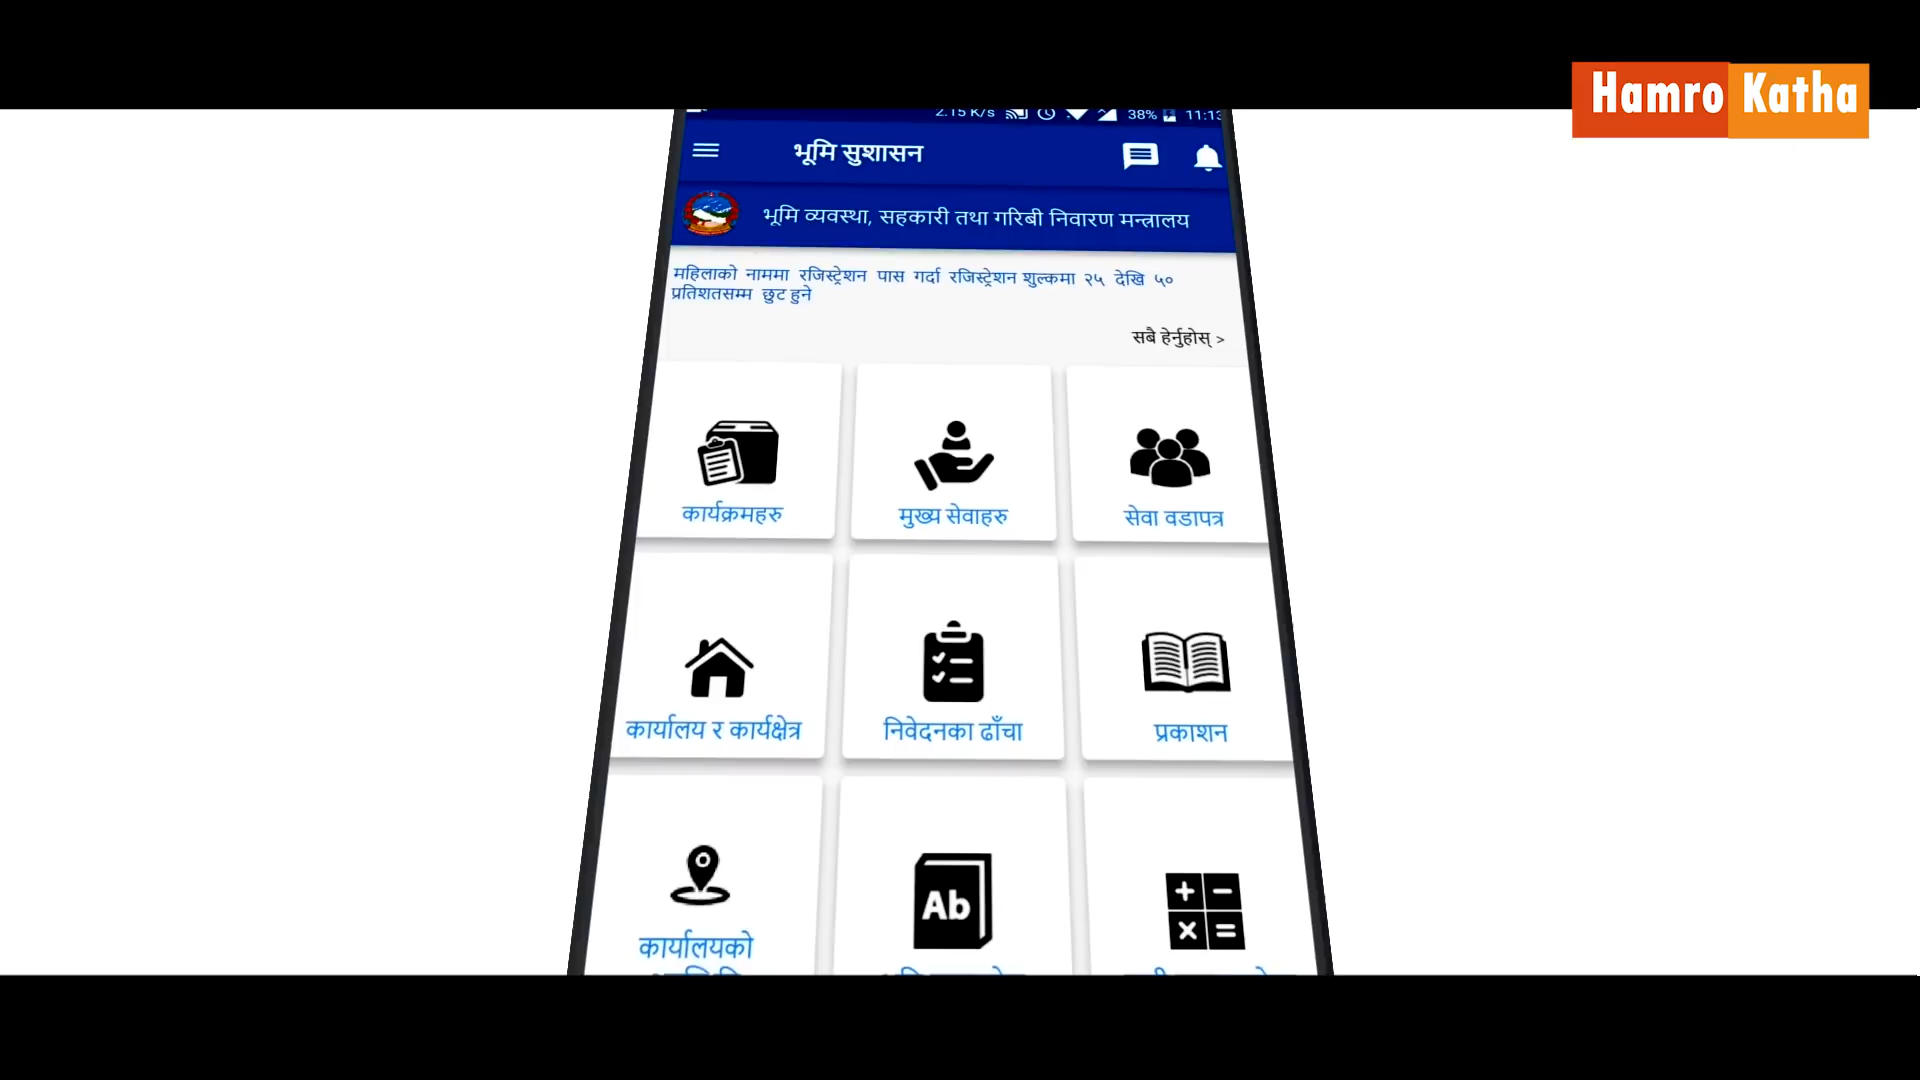 Hamro Katha
2.15 K/s 38% 11:13
भूमि सुशासन
भूमि व्यवस्था, सहकारी तथा गरिबी निवारण मन्त्रालय
महिलाको नाममा रजिस्ट्रेशन पास गर्दा रजिस्ट्रेशन शुल्कमा २५ देखि ५०
प्रतिशतसम्म छुट हुने
सबै हेर्नुहोस् >
कार्यक्रमहरु
मुख्य सेवाहरु
सेवा वडापत्र
कार्यालय र कार्यक्षेत्र
निवेदनका ढाँचा
प्रकाशन
Ab
कार्यालयको